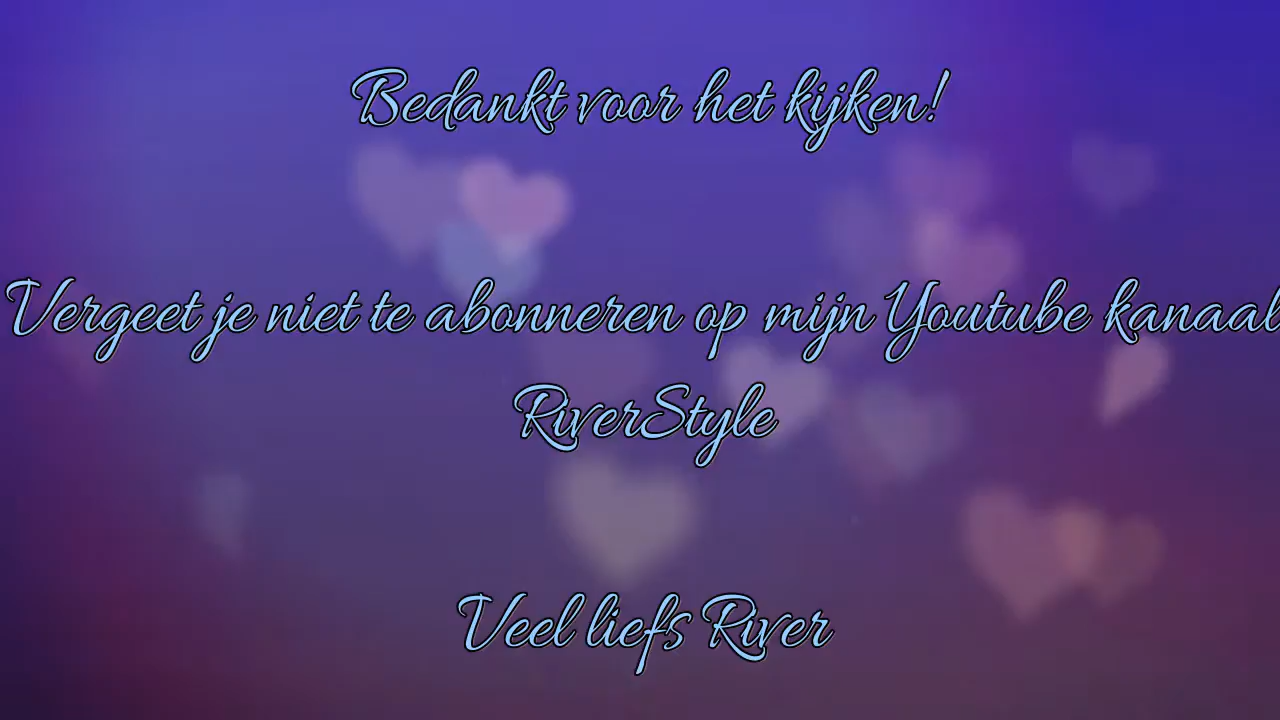 Bedankt voor het kijken!
Vergeet je niet te abonneren op mijn Youtube kanaal
RiverStyle
Veel liefs River